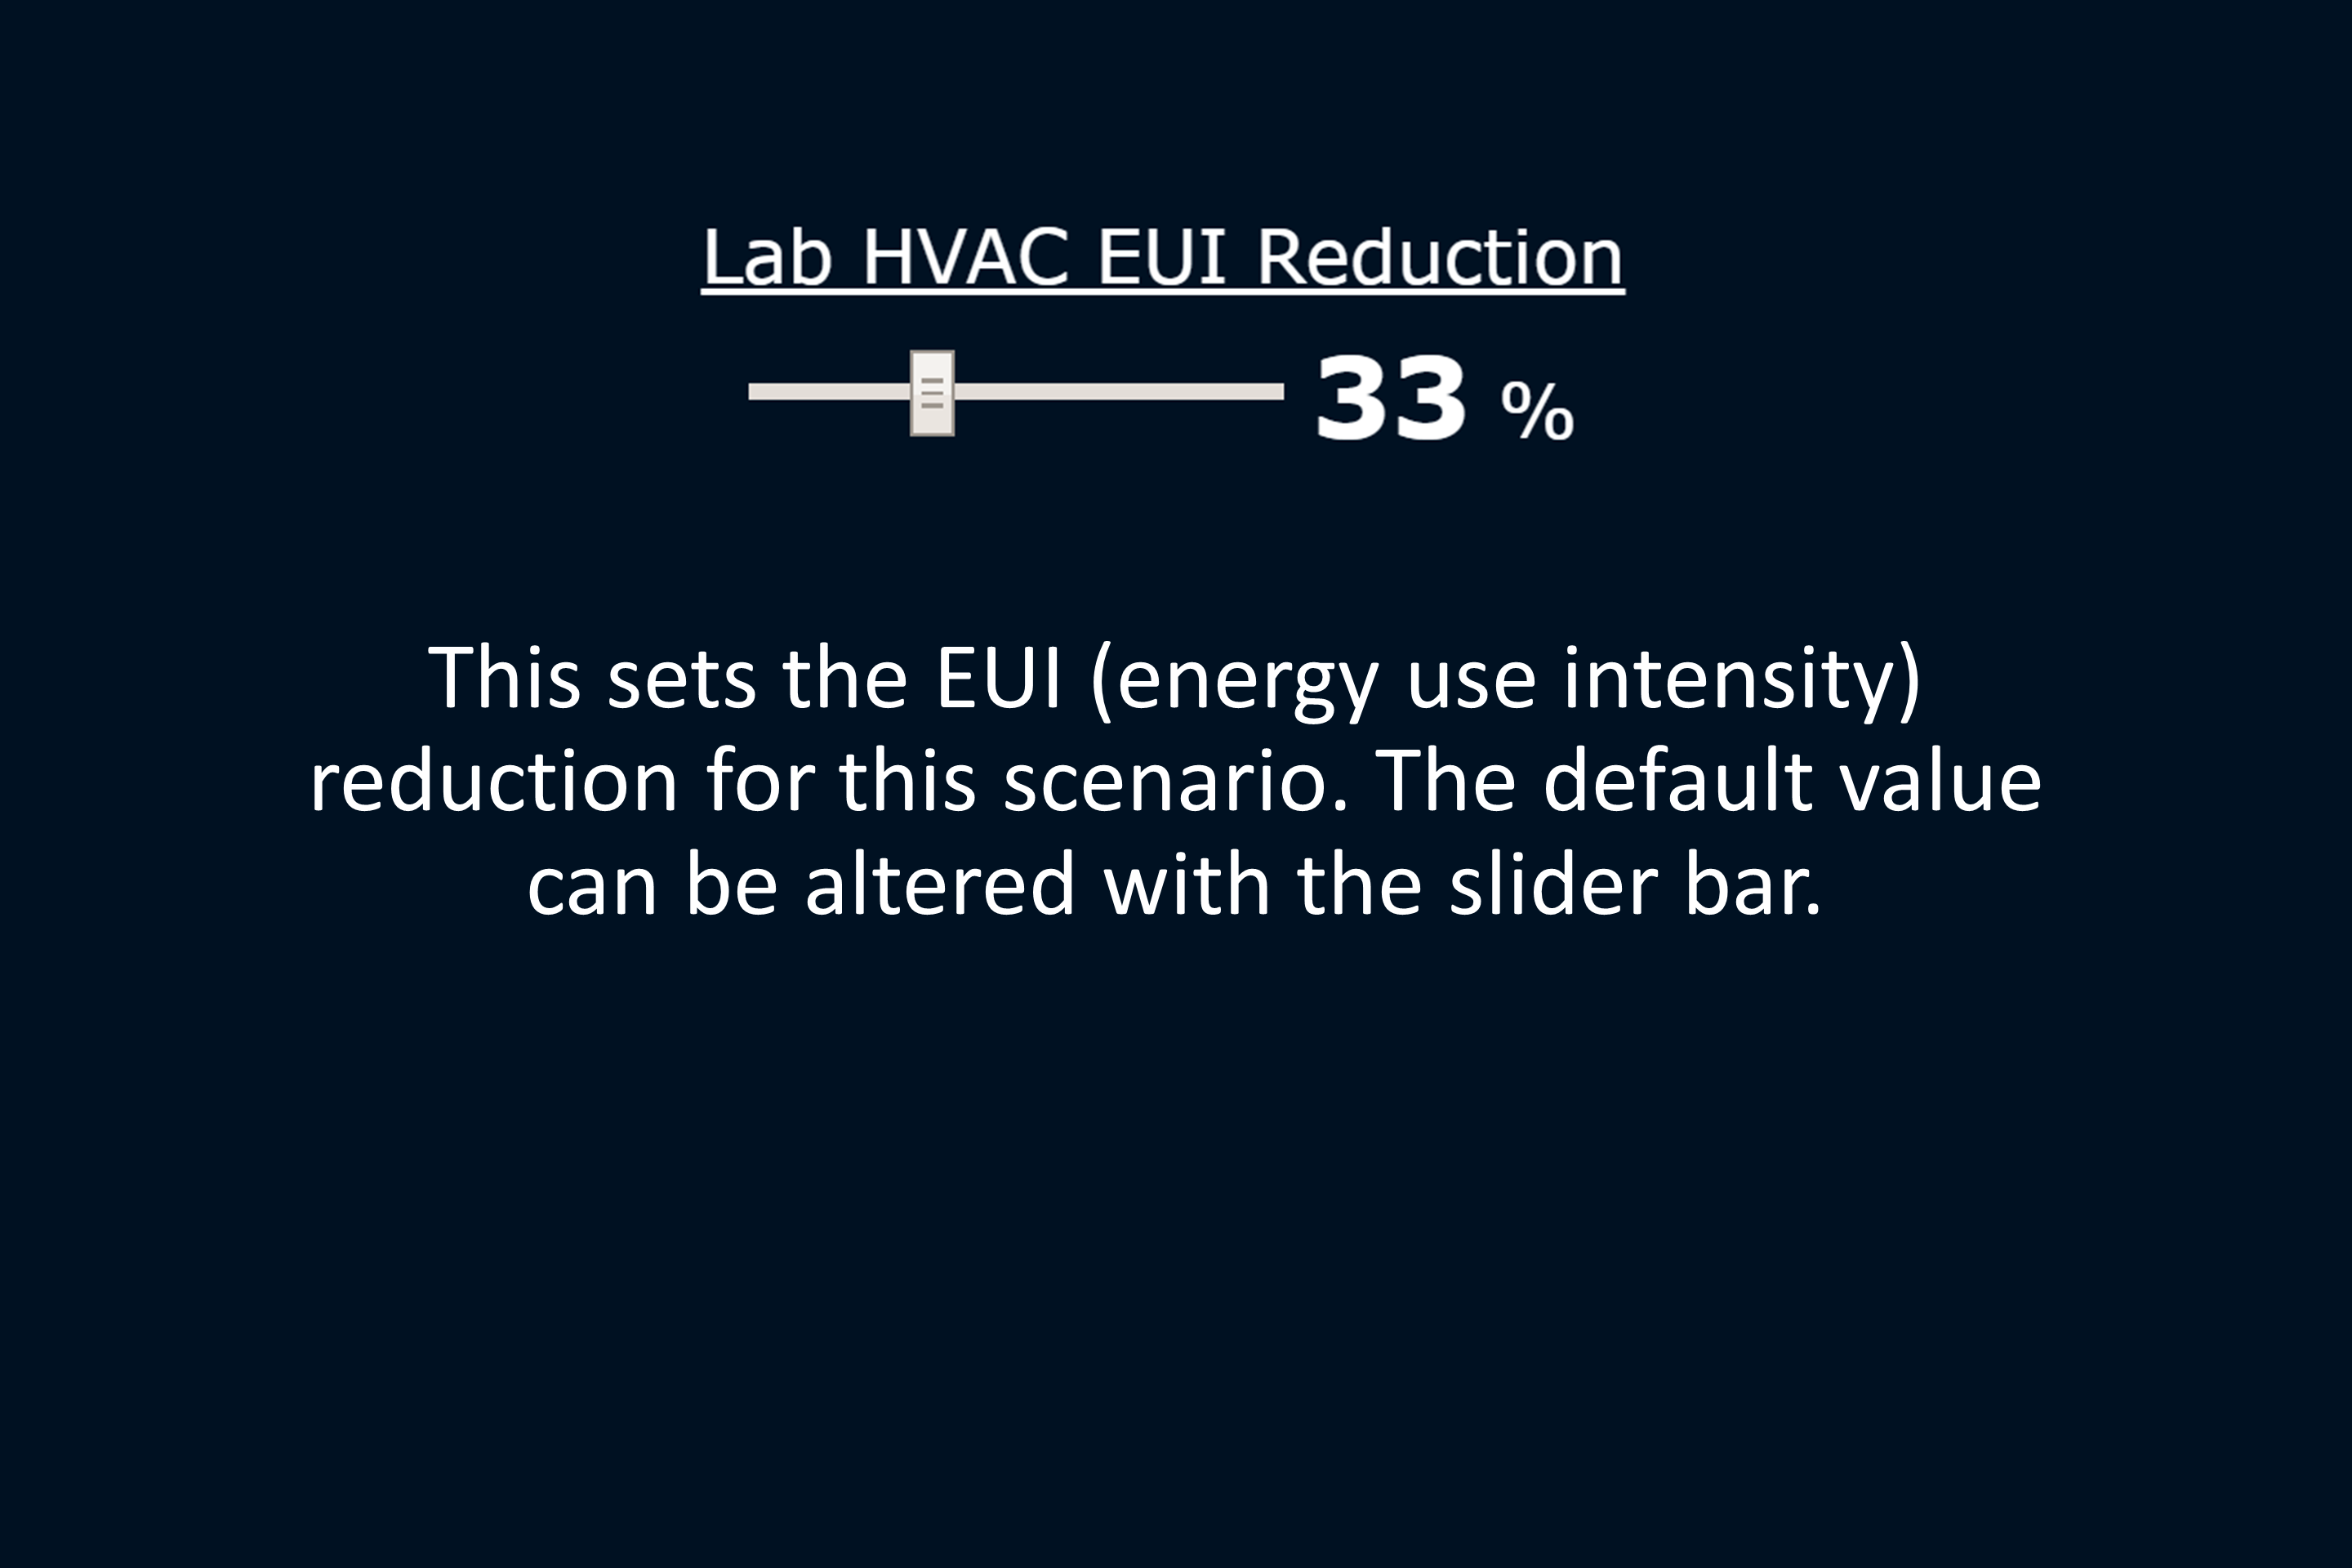 Lab HVAC EUI Reduction
33 %
This sets the EUI (energy use intensity)
reduction for this scenario. The default value
can be altered with the slider bar.